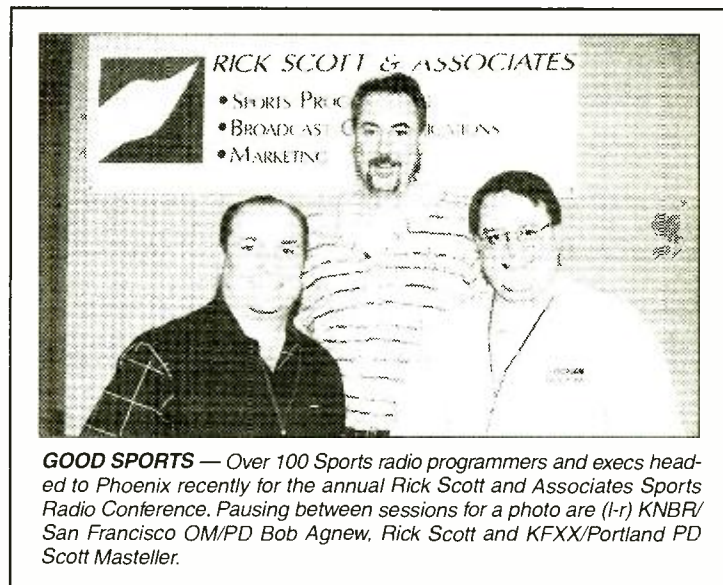 RICK SCOTT & ASSOCIATES
• SPORTS
• BROADCAST
• MARKETING
GOOD SPORTS — Over 100 Sports radio programmers and execs head-
ed to Phoenix recently for the annual Rick Scott and Associates Sports
Radio Conference. Pausing between sessions for a photo are (l-r) KNBR/
San Francisco OM/PD Bob Agnew, Rick Scott and KFXX/Portland PD
Scott Masteller.